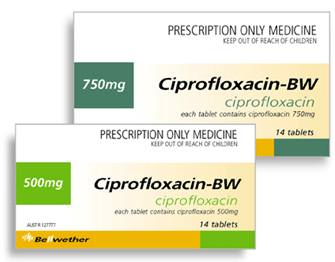 PRESCRIPTION ONLY MEDICINE
KEEP OUT OF REACH OF CHILDREN
750mg
Ciprofloxacin-BW
ciprofloxacin
each tablet contains ciprofloxacin 750mg
14 tablets
PRESCRIPTION ONLY MEDICINE
KEEP OUT OF REACH OF CHILDREN
500mg
Ciprofloxacin-BW
ciprofloxacin
each tablet contains ciprofloxacin 500mg
AUST R 127777
14 tablets
Bellwether